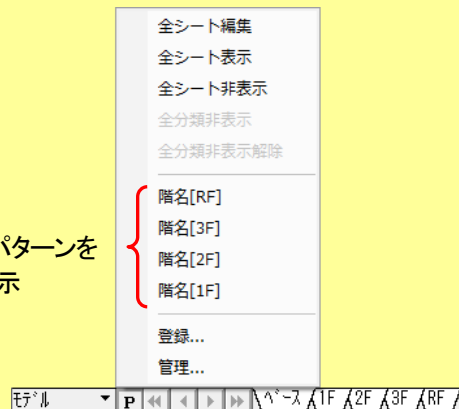 全シート編集
全シート表示
全シート非表示
全分類非表示
全分類非表示解除
階名[RF]
階名[3F]
パターンを
階名[2F]
示
階名[1F]
登録...
管理...
ﾓﾃﾞﾙ P ﾍﾞｰｽ 1F 2F 3F RF